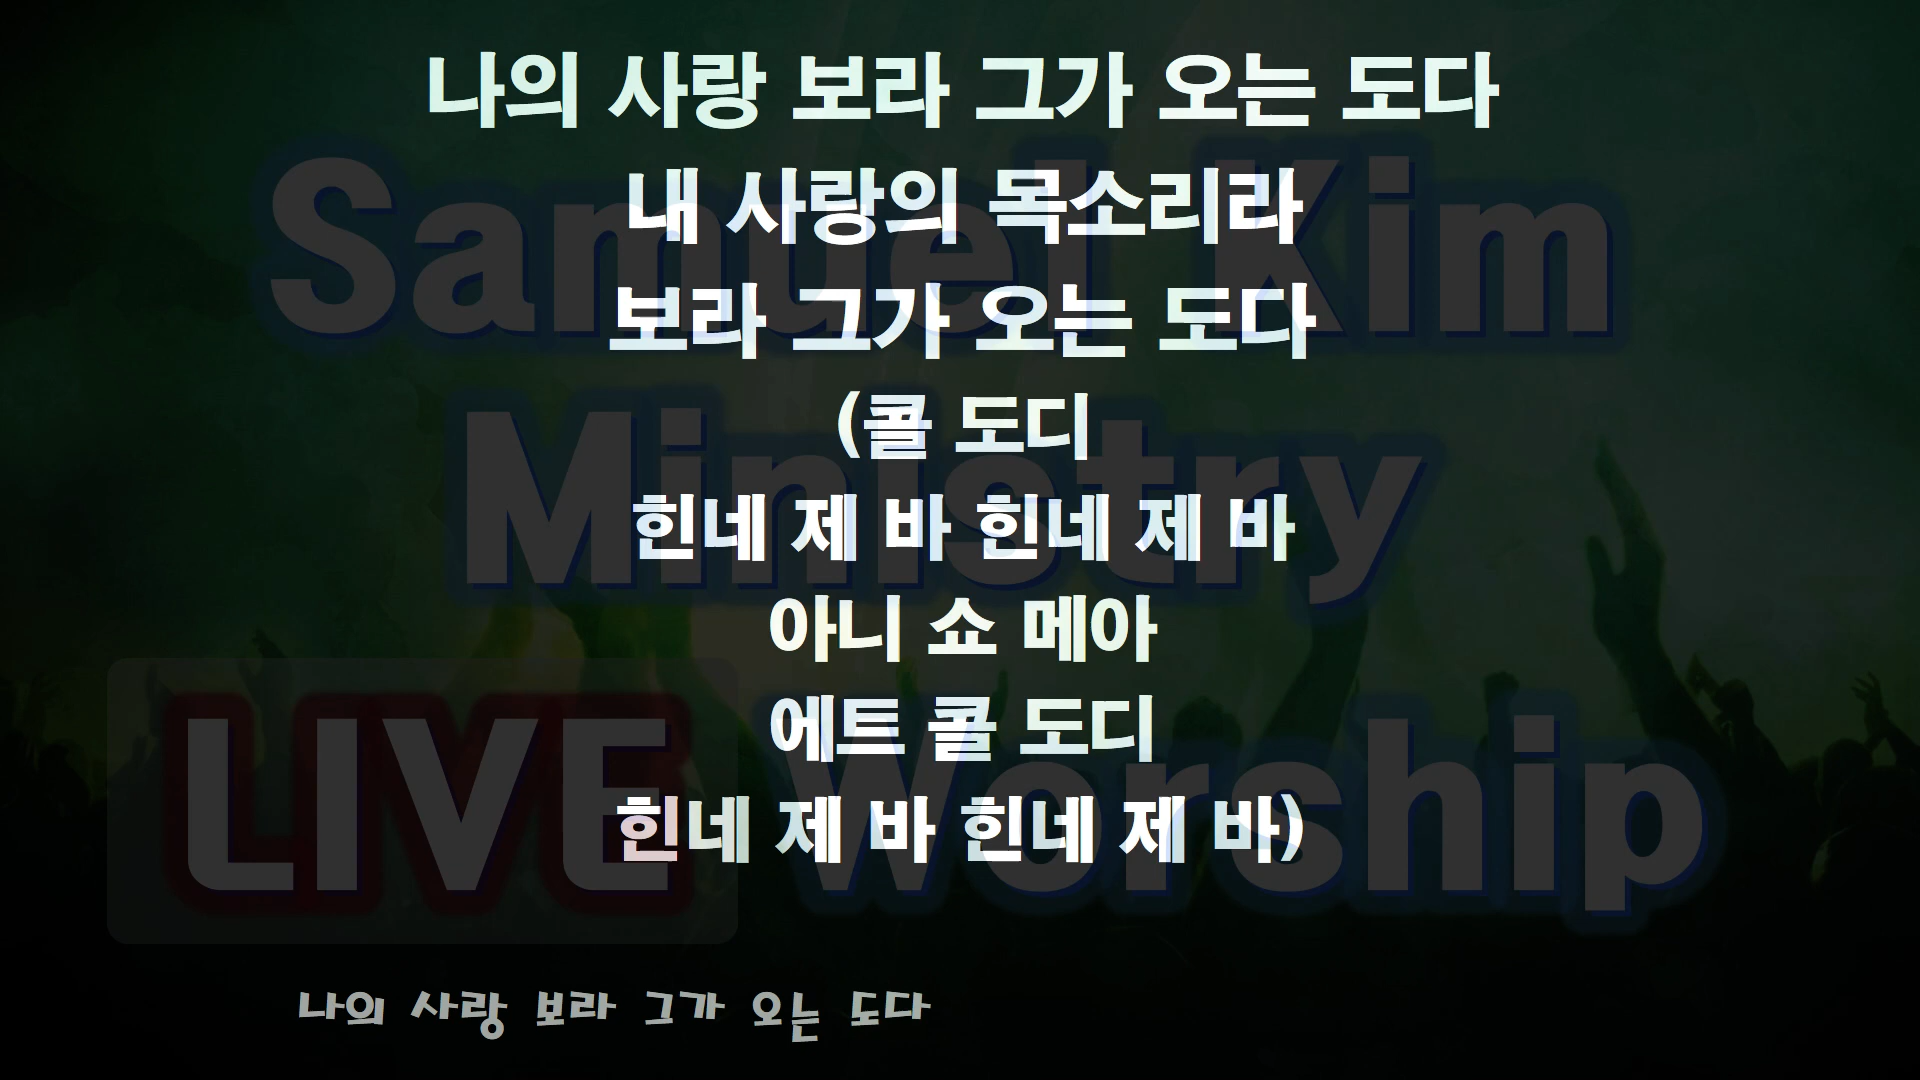 나의 사랑 보라 그가 오는 도다
내 사랑의 목소리라
보라 그가 오는 도다
(콜 도디
힌네 제 바 힌네 제 바
아니 쇼 메아
에트 콜 도디
힌네 제 바 힌네 제 바)
Samuel Kim
Ministry
LIVE Worship
나의 사랑 보라 그가 오는 도다